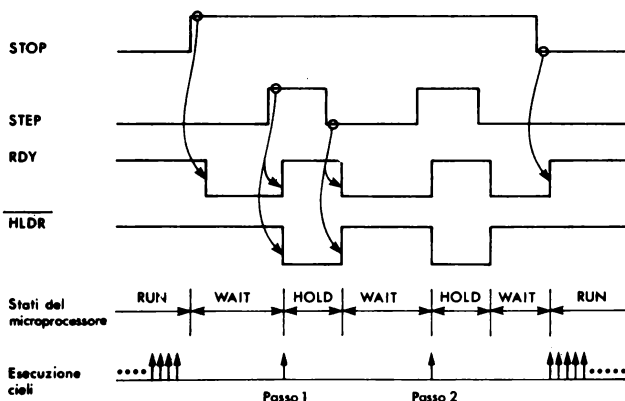 STOP
STEP
RDY
HLDR
RUN WAIT HOLD WAIT HOLD WAIT RUN
Stati del
microprocessore
Esecuzione
cieli
Passo 1 Passo 2